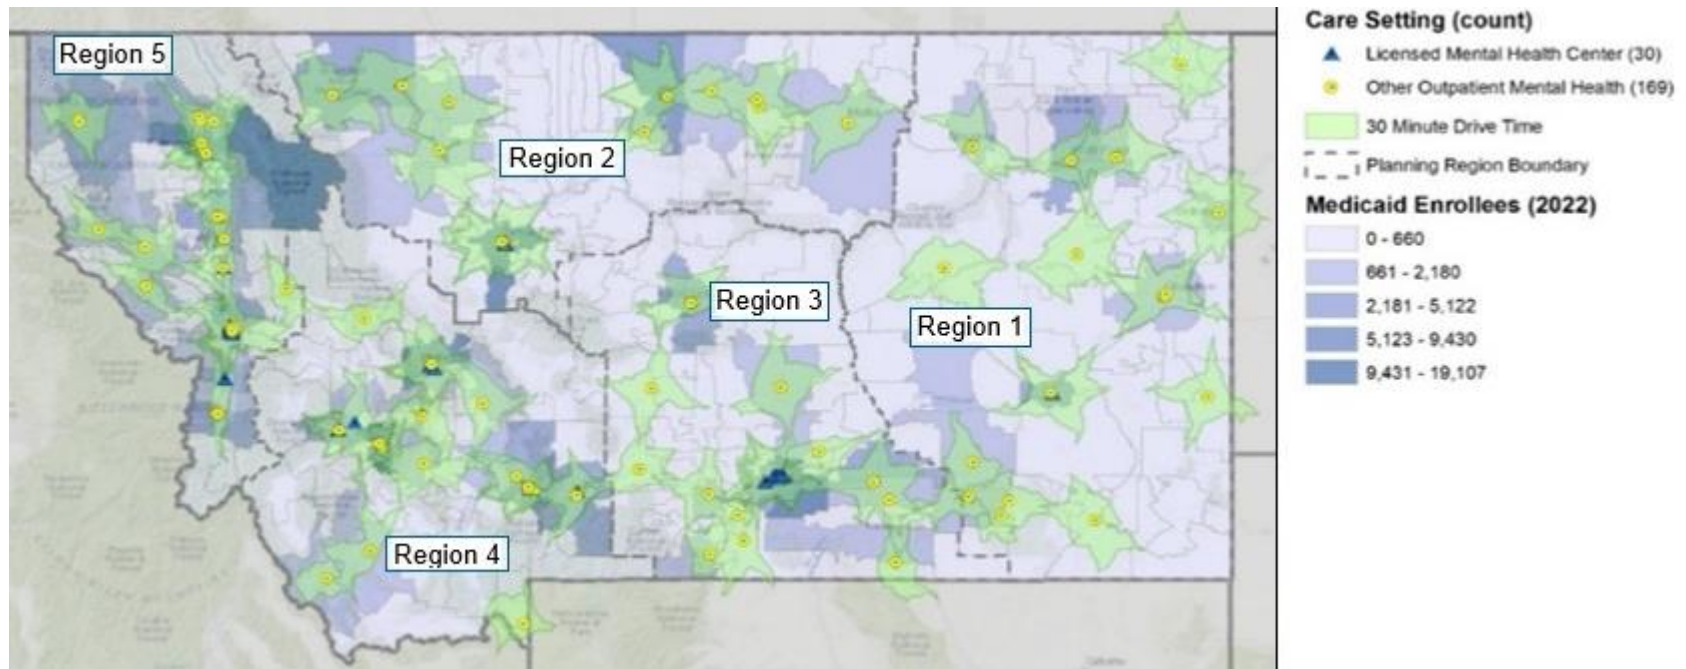 Region 5
Region 2
Region 3
Region 1
Region 4
Care Setting (count)
Licensed Mental Health Center (30)
Other Outpatient Mental Health (169)
30 Minute Drive Time
Planning Region Boundary
Medicaid Enrollees (2022)
0 - 660
661 - 2,180
2,181 - 5,122
5,123 - 9,430
9,431 - 19,107